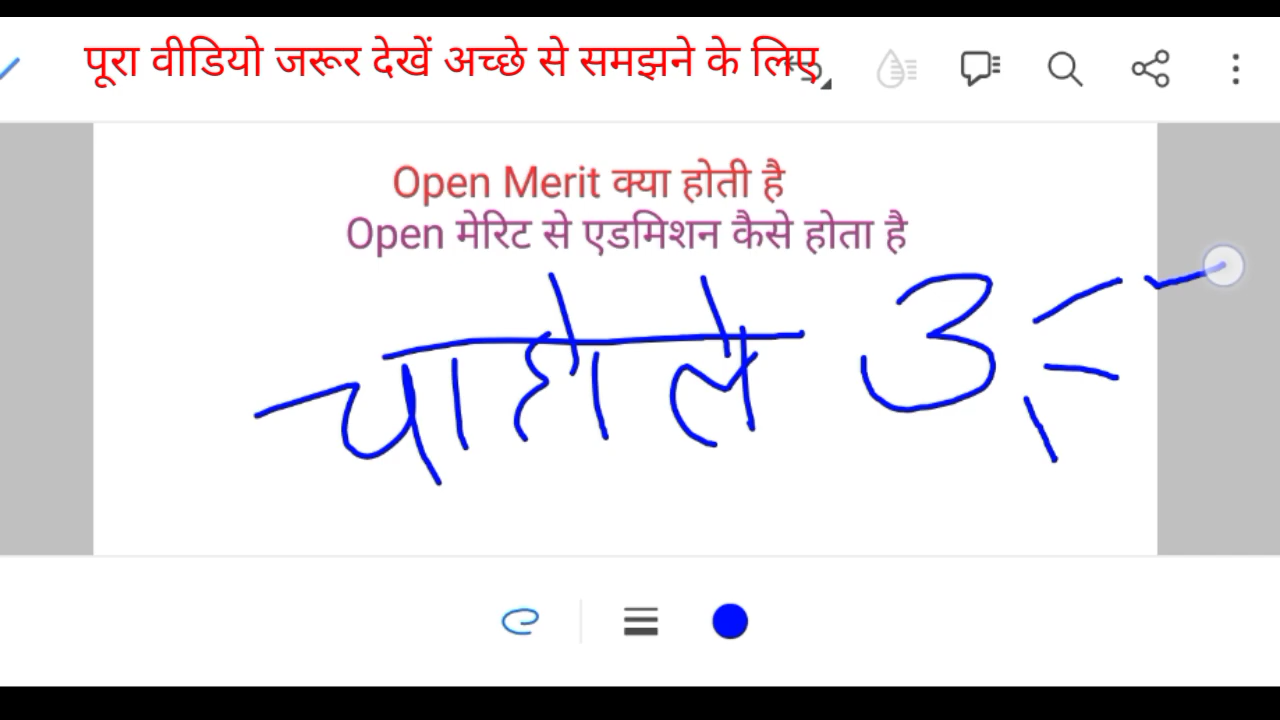 पूरा वीडियो जरूर देखें अच्छे से समझने के लिए
Open Merit क्या होती है
Open मेरिट से एडमिशन कैसे होता है